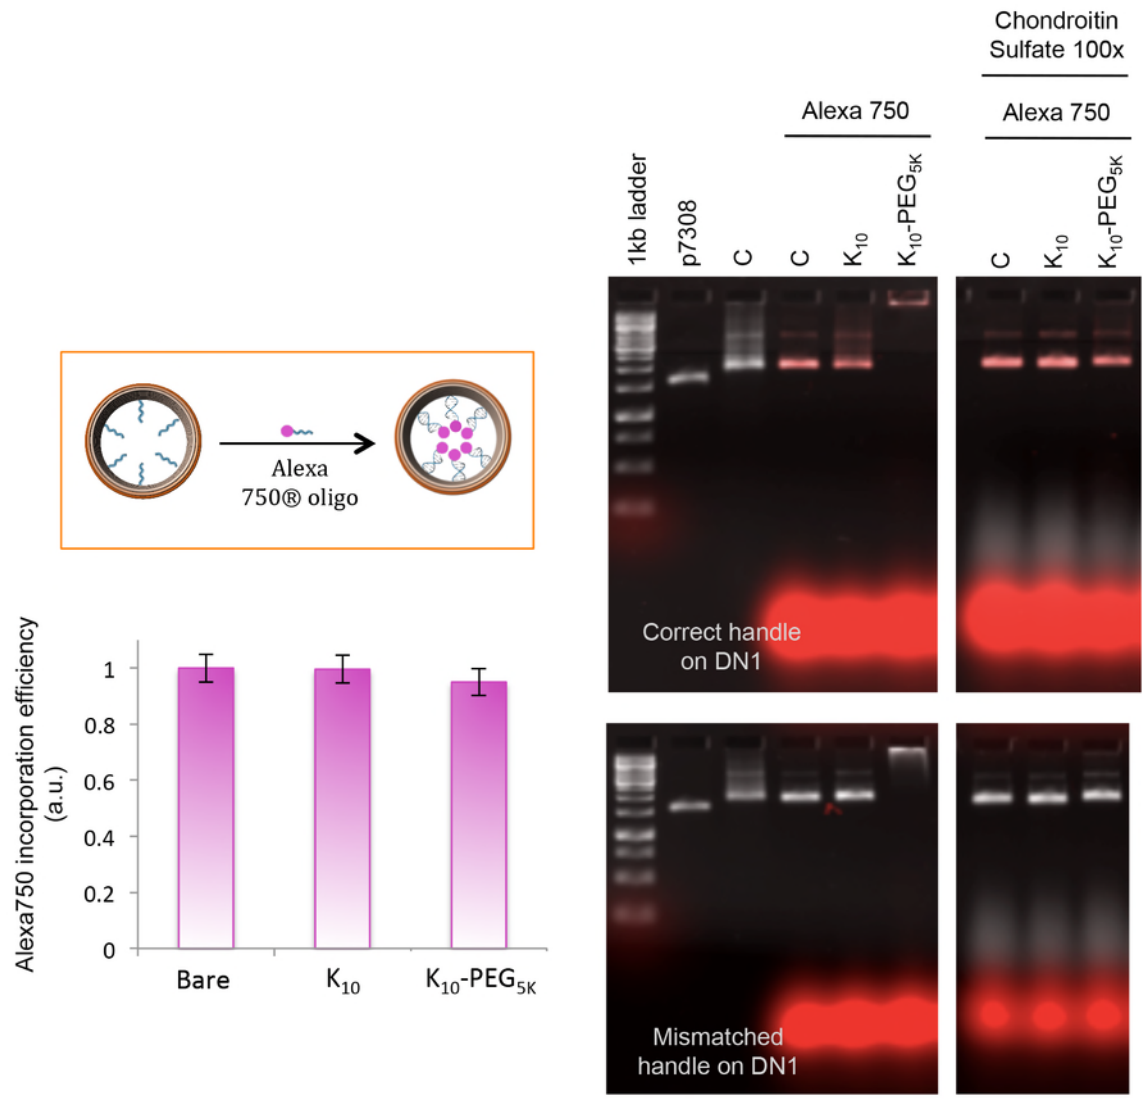 Chondroitin
Sulfate 100x
Alexa 750
Alexa 750
1kb ladder
p7308
C
C
K10
K10-PEG5K
C
K10
K10-PEG5K
Alexa
750® oligo
Correct handle
on DN1
Mismatched
handle on DN1
Alexa750 incorporation efficiency
(a.u.)
1
0.8
0.6
0.4
0.2
0
Bare
K10
K10-PEG5K